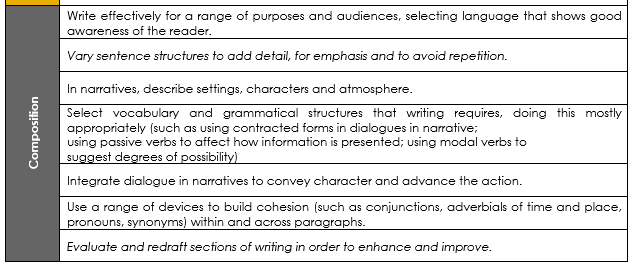 Composition
Write effectively for a range of purposes and audiences, selecting language that shows good
awareness of the reader.
Vary sentence structures to add detail, for emphasis and to avoid repetition.
In narratives, describe settings, characters and atmosphere.
Select vocabulary and grammatical structures that writing requires, doing this mostly
appropriately (such as using contracted forms in dialogues in narrative;
using passive verbs to affect how information is presented; using modal verbs to
suggest degrees of possibility)
Integrate dialogue in narratives to convey character and advance the action.
Use a range of devices to build cohesion (such as conjunctions, adverbials of time and place,
pronouns, synonyms) within and across paragraphs.
Evaluate and redraft sections of writing in order to enhance and improve.